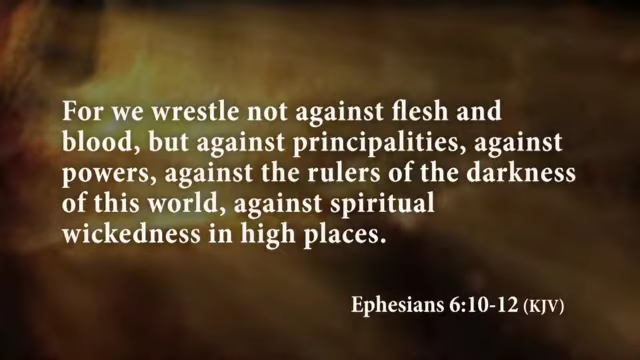 For we wrestle not against flesh and
blood, but against principalities, against
powers, against the rulers of the darkness
of this world, against spiritual
wickedness in high places.
Ephesians 6:10-12 (KJV)